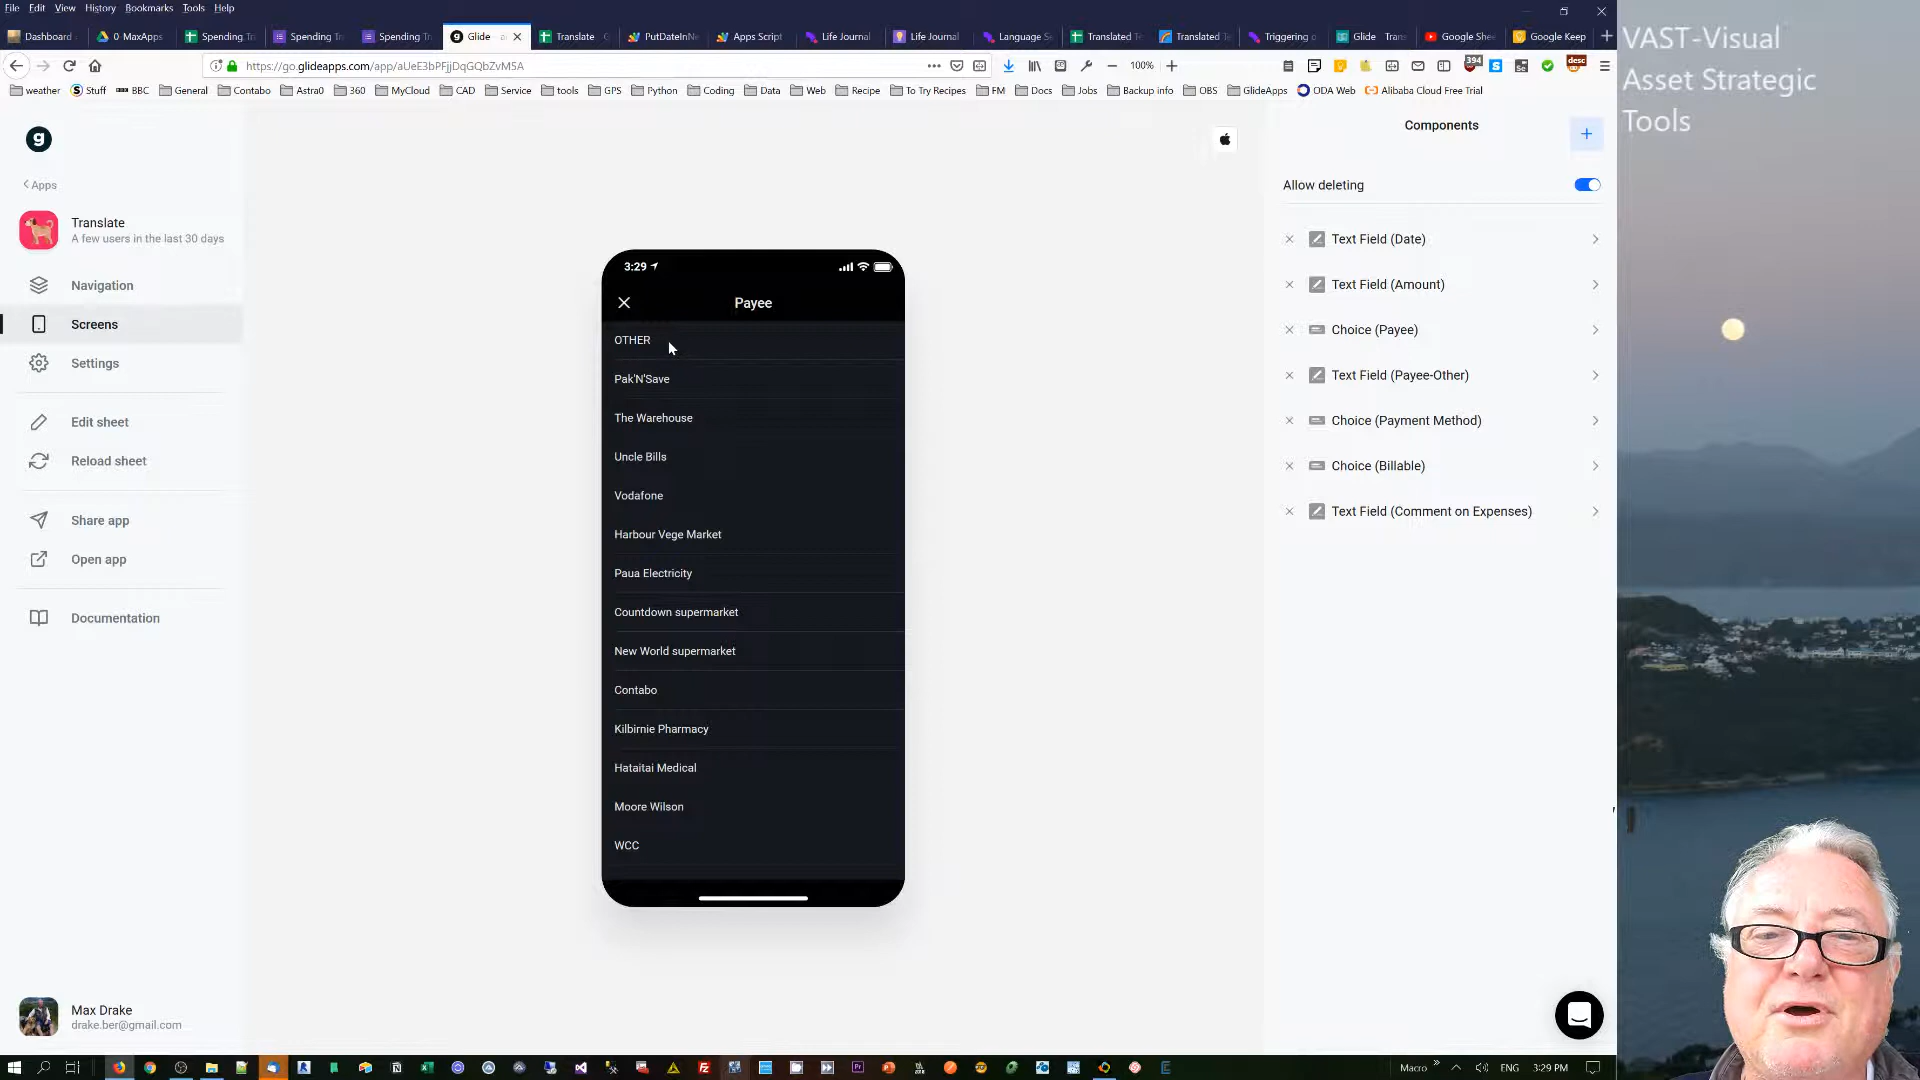 File Edit View History Bookmarks Tools Help
Dashboard 0 MaxApps Spending Tr Spending Tr Spending Tr Glide Translate PutDateInNe Apps Script Life Journal Life Journal Language S Translated Te Translated Te Triggering o Glide Trans Google Shee Google Keep
https://go.glideapps.com/app/aUeE3bPFjjDqGQbZvM5A 100% 394 desc
weather Stuff BBC General Contabo Astra0 360 MyCloud CAD Service tools GPS Python Coding Data Web Recipe To Try Recipes FM Docs Jobs Backup info OBS GlideApps ODA Web Alibaba Cloud Free Trial
VAST-Visual
Asset Strategic
Tools
g
Apps
Translate
A few users in the last 30 days
Navigation
Screens
Settings
Edit sheet
Reload sheet
Share app
Open app
Documentation
Max Drake
drake.ber@gmail.com
3:29
Payee
OTHER
Pak'N'Save
The Warehouse
Uncle Bills
Vodafone
Harbour Vege Market
Paua Electricity
Countdown supermarket
New World supermarket
Contabo
Kilbirnie Pharmacy
Hataitai Medical
Moore Wilson
WCC
Components
Allow deleting
Text Field (Date)
Text Field (Amount)
Choice (Payee)
Text Field (Payee-Other)
Choice (Payment Method)
Choice (Billable)
Text Field (Comment on Expenses)
Macro ENG 3:29 PM